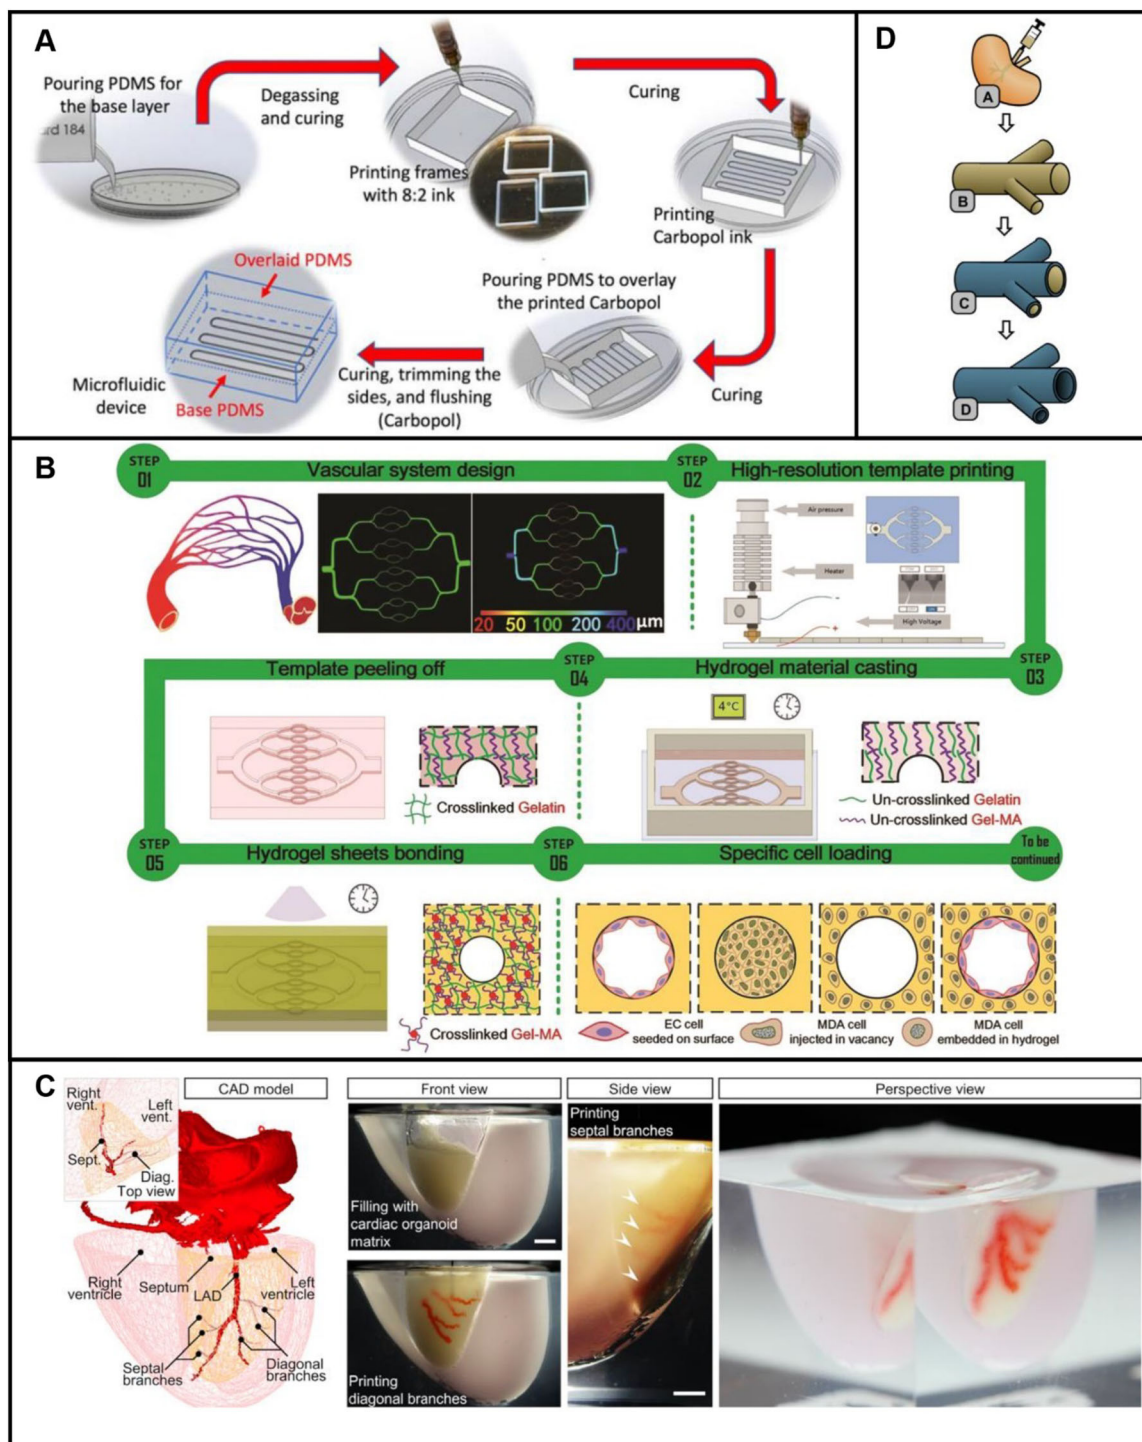 A
Pouring PDMS for
the base layer
ard 184
Degassing
and curing
Printing frames
with 8:2 ink
Curing
Printing
Carbopol ink
Curing
Pouring PDMS to overlay
the printed Carbopol
Curing, trimming the
sides, and flushing
(Carbopol)
Overlaid PDMS
Base PDMS
Microfluidic
device
D
A
B
C
D
B
STEP
01
Vascular system design
STEP
02
High-resolution template printing
20 50 100 200 400 μm
Air pressure
Heater
High Voltage
- 
+
STEP
03
Hydrogel material casting
STEP
04
Template peeling off
4°C
Un-crosslinked Gelatin
Un-crosslinked Gel-MA
Crosslinked Gelatin
STEP
05
Hydrogel sheets bonding
STEP
06
Specific cell loading
To be
continued
Crosslinked Gel-MA
EC cell
seeded on surface
MDA cell
injected in vacancy
MDA cell
embedded in hydrogel
C
CAD model
Right
vent.
Left
vent.
Sept.
Diag.
Top view
Right
ventricle
Septum
LAD
Left
ventricle
Septal
branches
Diagonal
branches
Front view
Filling with
cardiac organoid
matrix
Printing
diagonal branches
Side view
Printing
septal branches
Perspective view